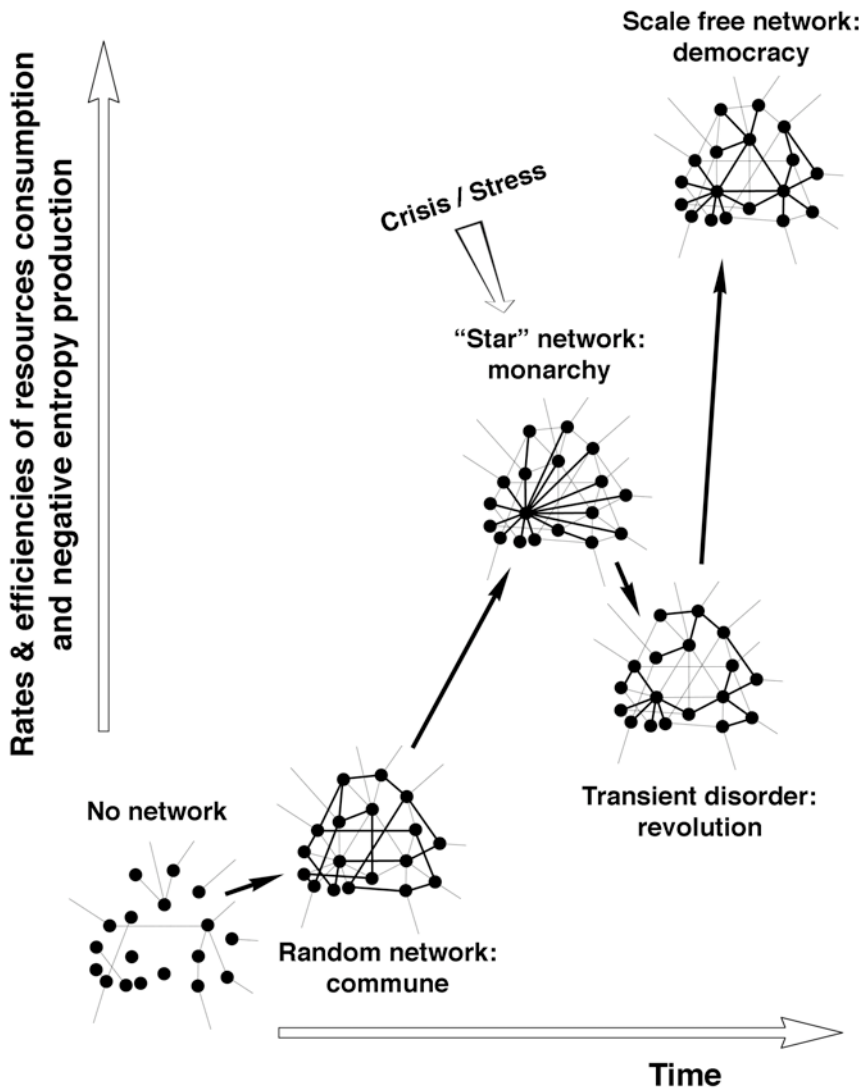 Scale free network:
democracy
Rates & efficiencies of resources consumption
and negative entropy production
Crisis / Stress
“Star” network:
monarchy
No network
Transient disorder:
revolution
Random network:
commune
Time